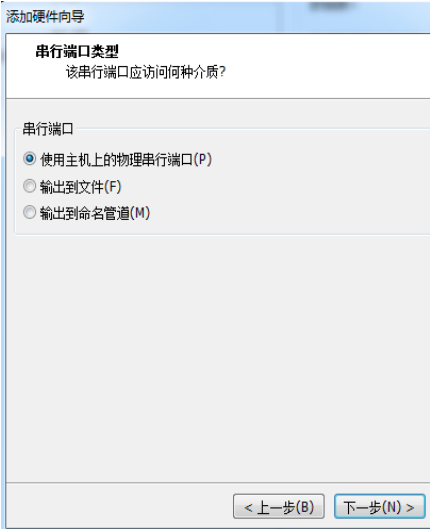 添加硬件向导
串行端口类型
该串行端口应访问何种介质?
串行端口
使用主机上的物理串行端口(P)
输出到文件(F)
输出到命名管道(M)
< 上一步(B)
下一步(N) >